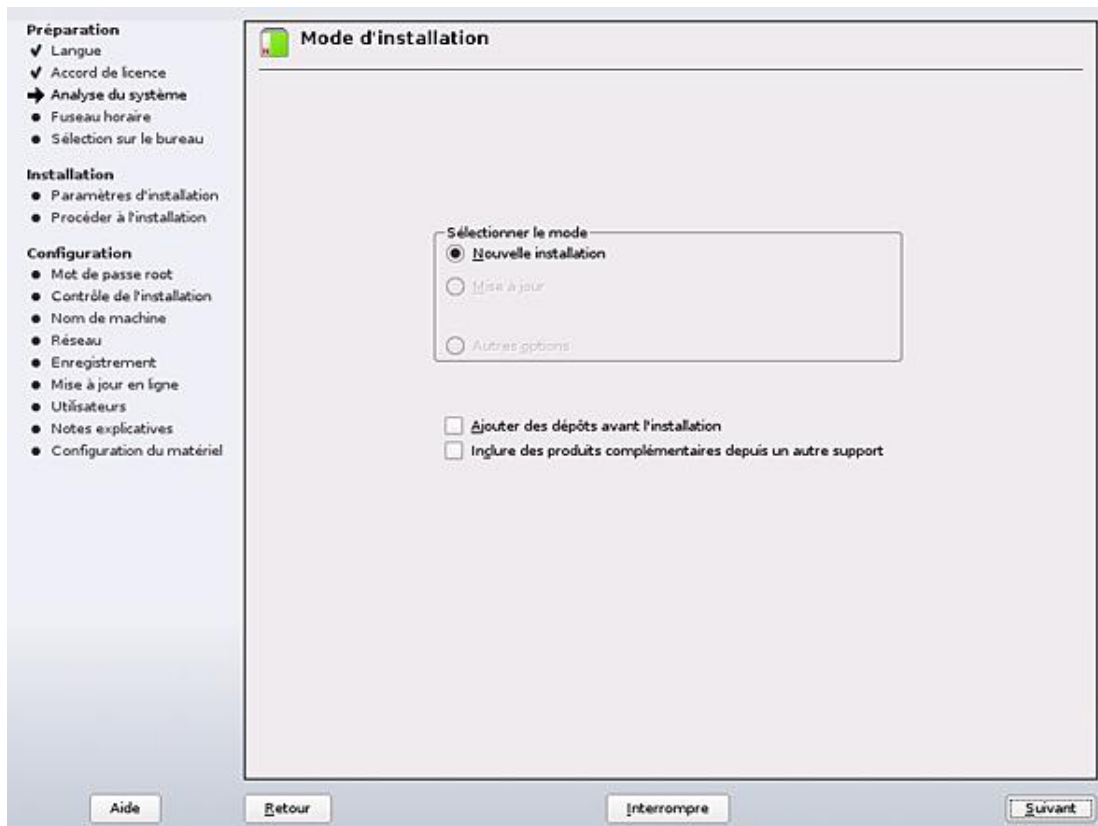 Préparation
Langue
Accord de licence
Analyse du système
Fuseau horaire
Sélection sur le bureau
Installation
Paramètres d'installation
Procéder à l'installation
Configuration
Mot de passe root
Contrôle de l'installation
Nom de machine
Réseau
Enregistrement
Mise à jour en ligne
Utilisateurs
Notes explicatives
Configuration du matériel
Mode d'installation
Sélectionner le mode
Nouvelle installation
Mise à jour
Autres options
Ajouter des dépôts avant l'installation
Inclure des produits complémentaires depuis un autre support
Aide
Retour
Interrompre
Suivant